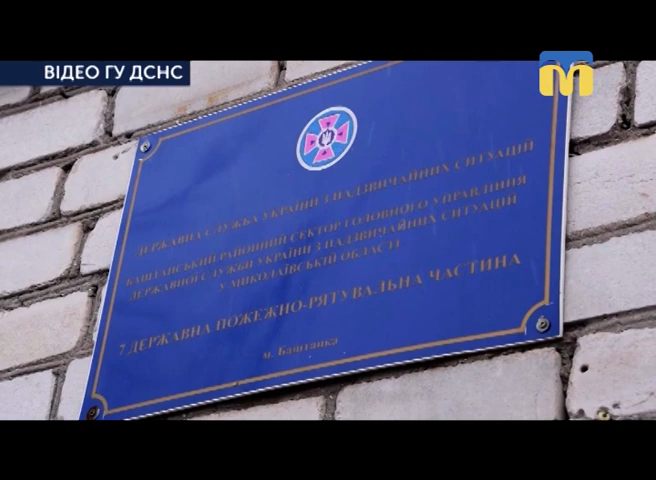 ВІДЕО ГУ ДСНС
М
ДЕРЖАВНА СЛУЖБА УКРАЇНИ З НАДЗВИЧАЙНИХ СИТУАЦІЙ
БАШТАНСЬКИЙ РАЙОННИЙ СЕКТОР ГОЛОВНОГО УПРАВЛІННЯ
ДЕРЖАВНОЇ СЛУЖБИ УКРАЇНИ З НАДЗВИЧАЙНИХ СИТУАЦІЙ
У МИКОЛАЇВСЬКІЙ ОБЛАСТІ
7 ДЕРЖАВНА ПОЖЕЖНО-РЯТУВАЛЬНА ЧАСТИНА
м. Баштанка